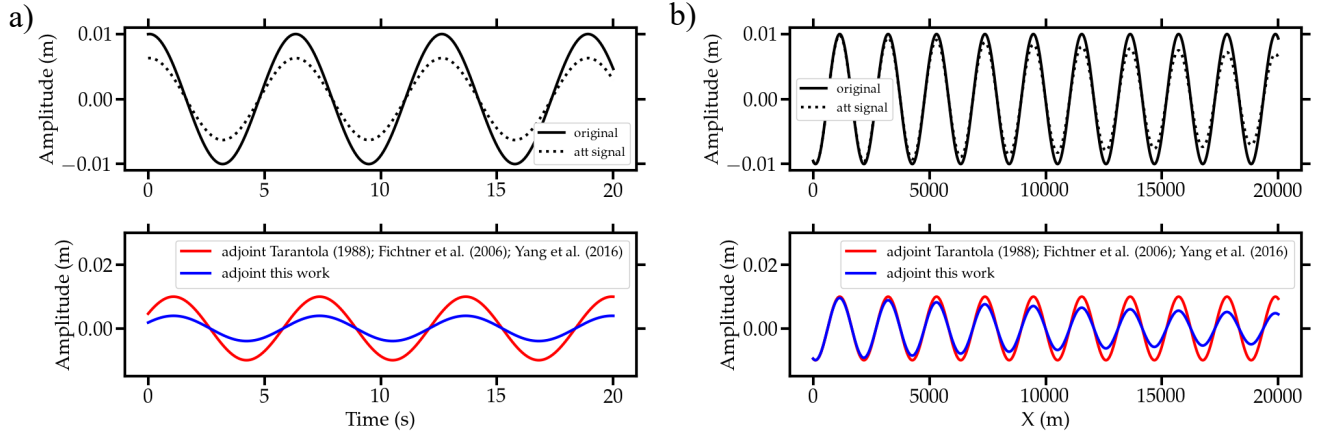 a)
Amplitude (m)
0.01
0.00
−0.01
original
att signal
0 5 10 15 20
Amplitude (m)
0.02
0.00
adjoint Tarantola (1988); Fichtner et al. (2006); Yang et al. (2016)
adjoint this work
0 5 10 15 20
Time (s)
b)
Amplitude (m)
0.01
0.00
−0.01
original
att signal
0 5000 10000 15000 20000
Amplitude (m)
0.02
0.00
adjoint Tarantola (1988); Fichtner et al. (2006); Yang et al. (2016)
adjoint this work
0 5000 10000 15000 20000
X (m)